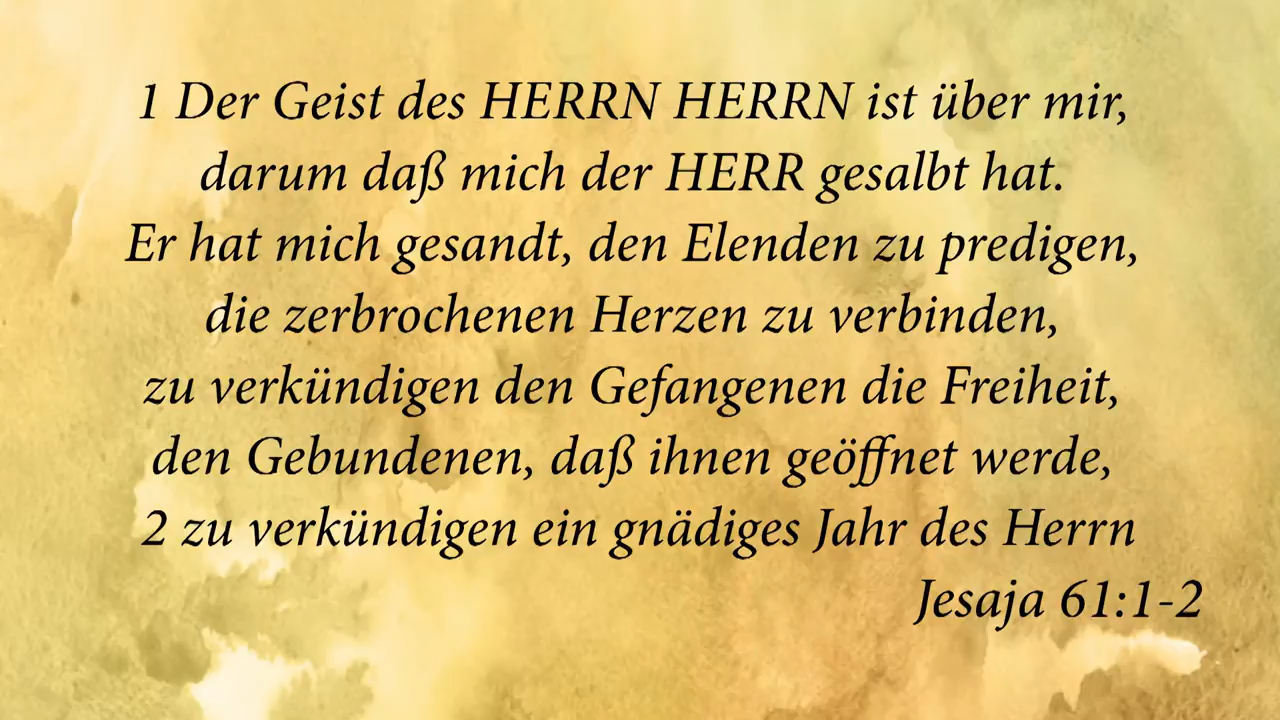 1 Der Geist des HERRN HERRN ist über mir,
darum daß mich der HERR gesalbt hat.
Er hat mich gesandt, den Elenden zu predigen,
die zerbrochenen Herzen zu verbinden,
zu verkündigen den Gefangenen die Freiheit,
den Gebundenen, daß ihnen geöffnet werde,
2 zu verkündigen ein gnädiges Jahr des Herrn
Jesaja 61:1-2